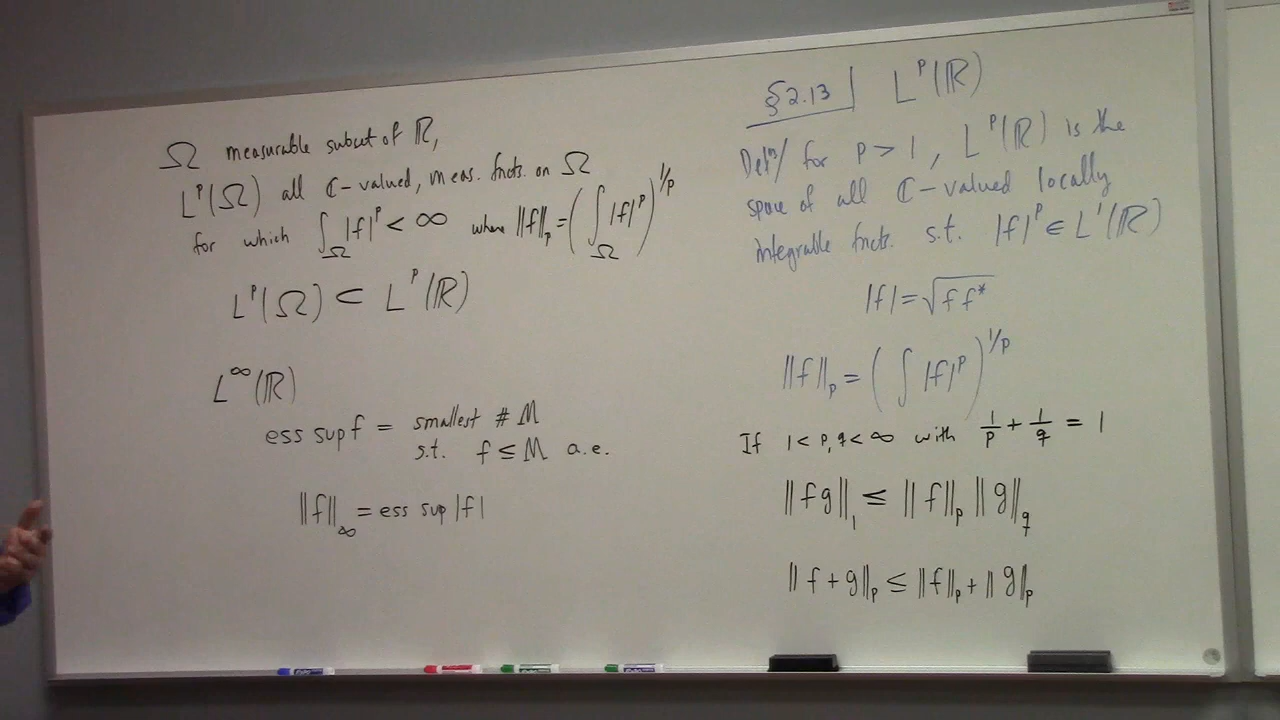 Ω measurable subset of ℝ,
L^p(Ω) all ℂ-valued, meas. fncts. on Ω
for which ∫_Ω |f|^p < ∞ where ||f||_p = (∫_Ω |f|^p)^{1/p}
L^p(Ω) ⊂ L^p(ℝ)
L^∞(ℝ)
ess sup f = smallest # M
s.t. f ≤ M a.e.
||f||_∞ = ess sup |f|
§2.13 | L^p(ℝ)
Defn/ for p > 1, L^p(ℝ) is the
space of all ℂ-valued locally
integrable fncts. s.t. |f|^p ∈ L^1(ℝ)
|f| = √(f f*)
||f||_p = (∫ |f|^p)^{1/p}
If 1 < p, q < ∞ with 1/p + 1/q = 1
||fg||_1 ≤ ||f||_p ||g||_q
||f + g||_p ≤ ||f||_p + ||g||_p